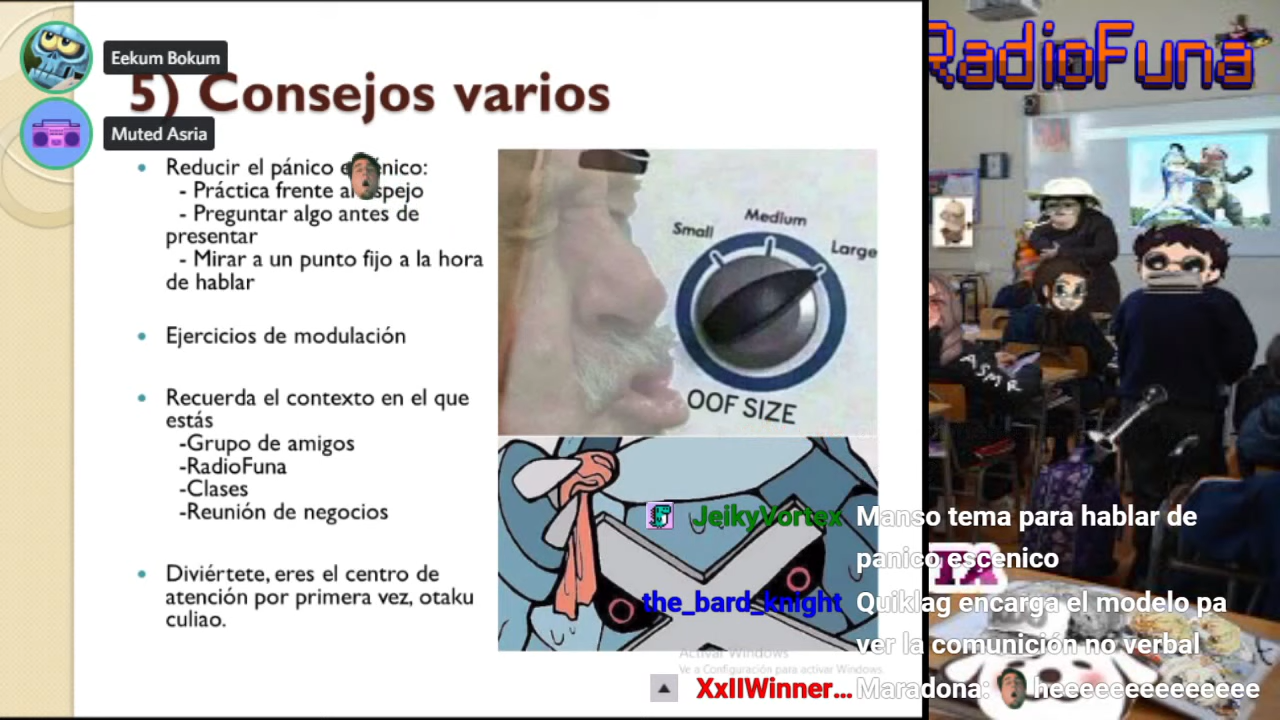 Eekum Bokum
5) Consejos varios
Muted Asria
Reducir el pánico
- Práctica frente al espejo
- Preguntar algo antes de
presentar
- Mirar a un punto fijo a la hora
de hablar
Ejercicios de modulación
Recuerda el contexto en el que
estás
-Grupo de amigos
-RadioFuna
-Clases
-Reunión de negocios
Diviértete, eres el centro de
atención por primera vez, otaku
culiao.
Small
Medium
Large
OOF SIZE
Activar Windows
Ve a Configuración para activar Windows.
RadioFuna
ASMR
JeikyVortex Manso tema para hablar de
panico escenico
the_bard_knight Quiklag encarga el modelo pa
ver la comunición no verbal
XxIIWinner... Maradona: heeeeeeeeeeeeee